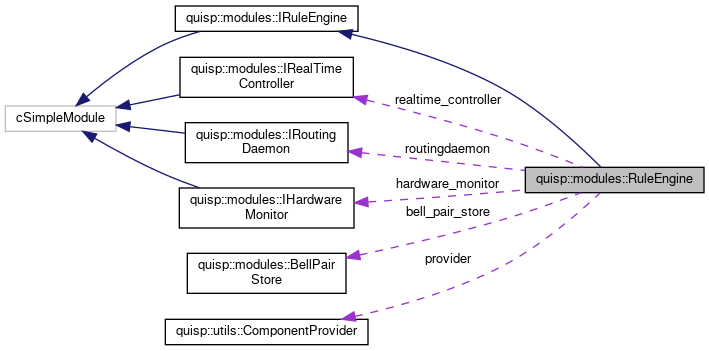 quisp::modules::IRuleEngine
quisp::modules::IRealTime
Controller
realtime_controller
cSimpleModule
quisp::modules::IRouting
Daemon
routingdaemon
quisp::modules::RuleEngine
hardware_monitor
quisp::modules::IHardware
Monitor
bell_pair_store
quisp::modules::BellPair
Store
provider
quisp::utils::ComponentProvider